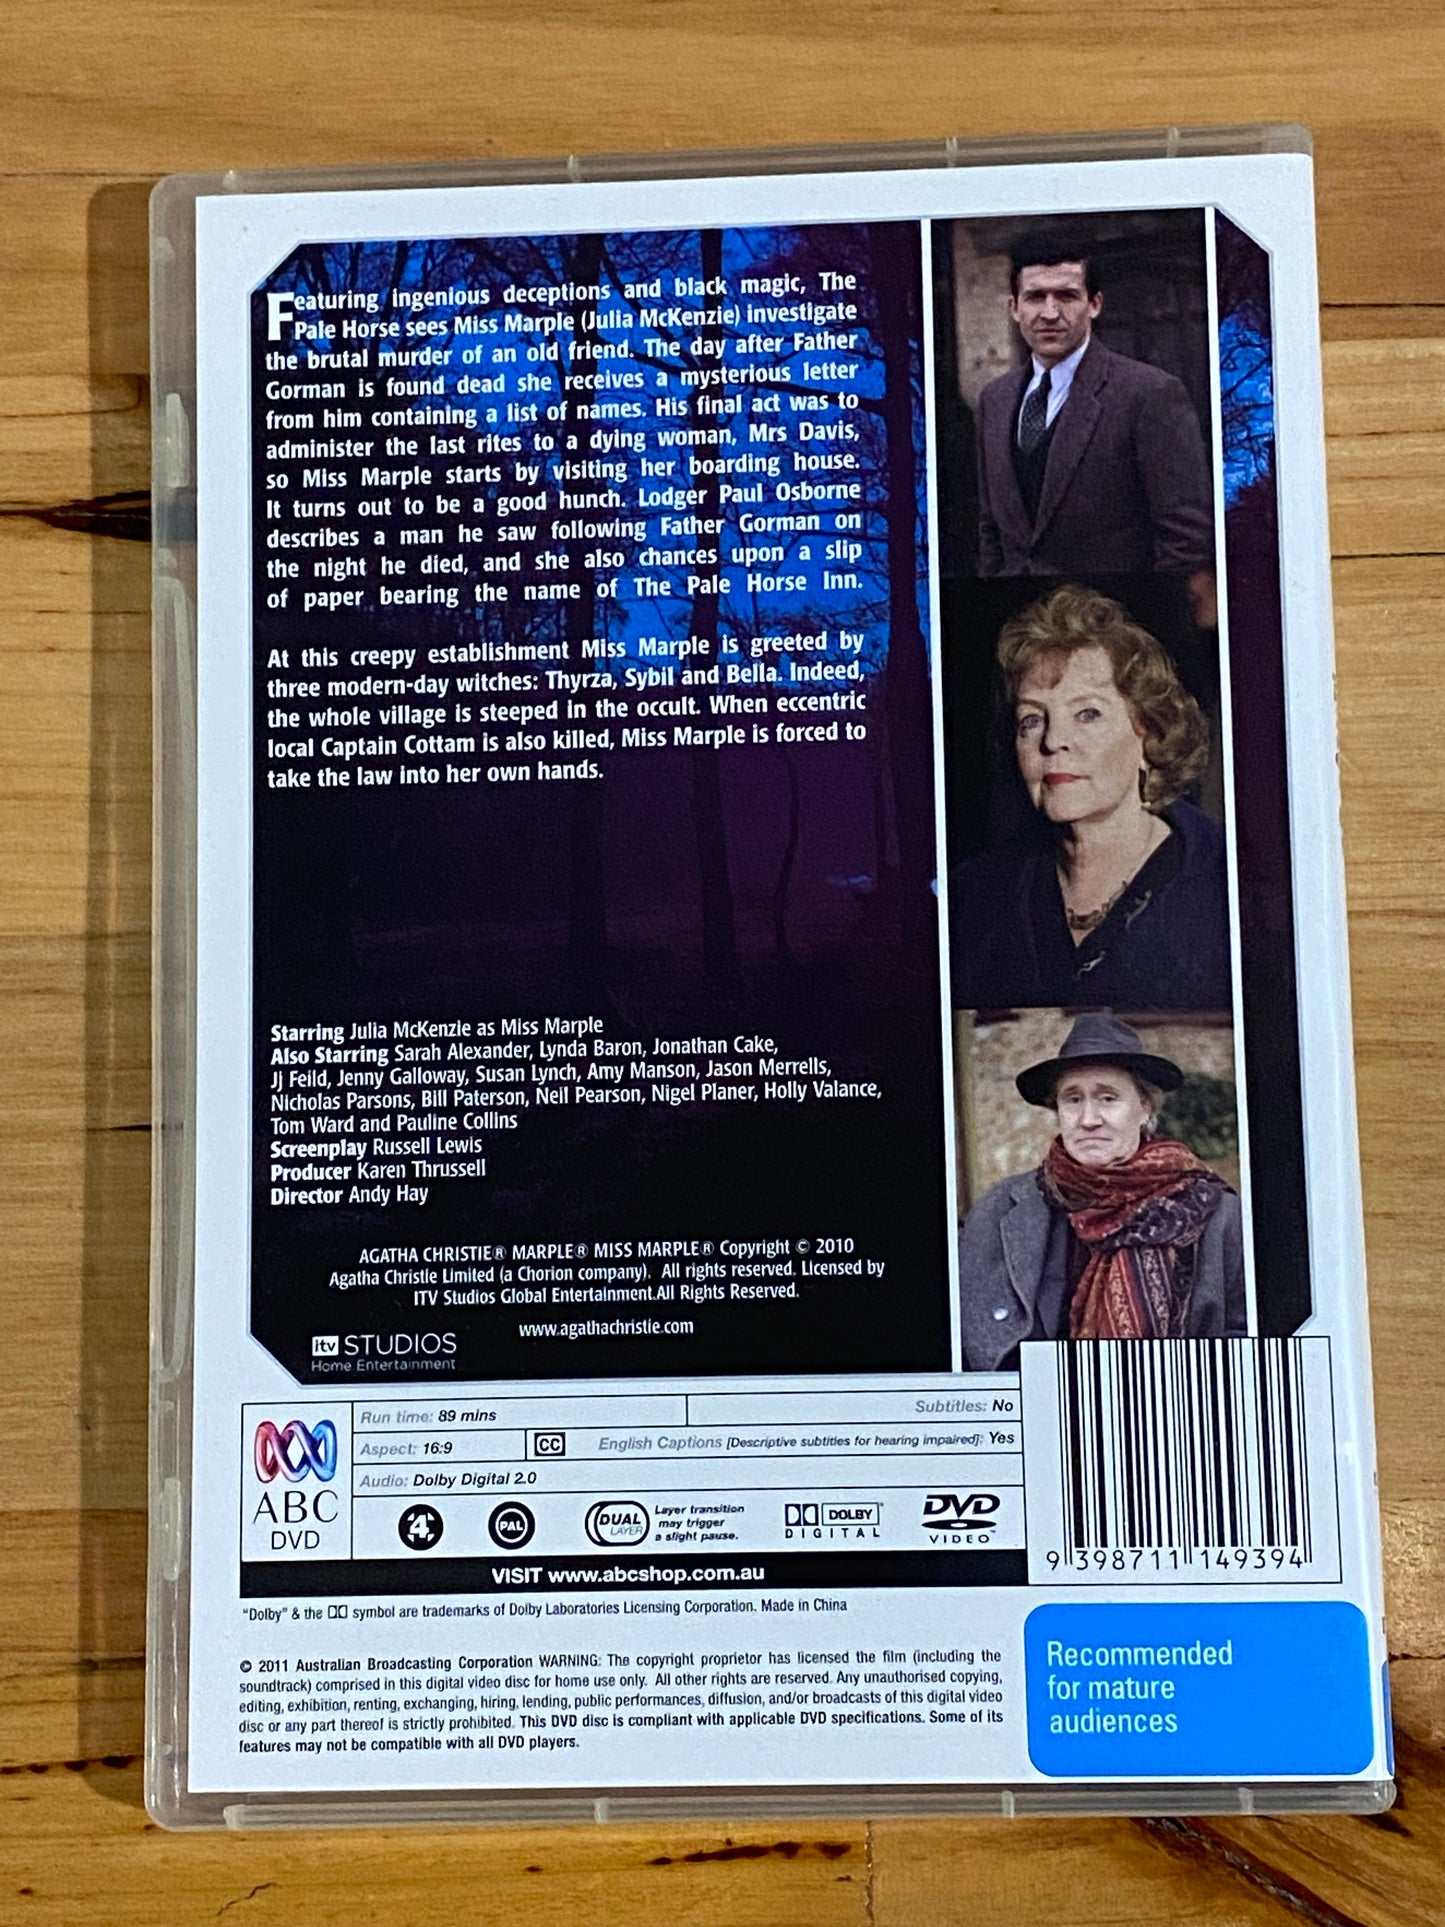 Featuring ingenious deceptions and black magic, The
Pale Horse sees Miss Marple (Julia McKenzie) investigate
the brutal murder of an old friend. The day after Father
Gorman is found dead she receives a mysterious letter
from him containing a list of names. His final act was to
administer the last rites to a dying woman, Mrs Davis,
so Miss Marple starts by visiting her boarding house.
It turns out to be a good hunch. Lodger Paul Osborne
describes a man he saw following Father Gorman on
the night he died, and she also chances upon a slip
of paper bearing the name of The Pale Horse Inn.
At this creepy establishment Miss Marple is greeted by
three modern-day witches: Thyrza, Sybil and Bella. Indeed,
the whole village is steeped in the occult. When eccentric
local Captain Cottam is also killed, Miss Marple is forced to
take the law into her own hands.
Starring Julia McKenzie as Miss Marple
Also Starring Sarah Alexander, Lynda Baron, Jonathan Cake,
Jj Feild, Jenny Galloway, Susan Lynch, Amy Manson, Jason Merrells,
Nicholas Parsons, Bill Paterson, Neil Pearson, Nigel Planer, Holly Valance,
Tom Ward and Pauline Collins
Screenplay Russell Lewis
Producer Karen Thrussell
Director Andy Hay
AGATHA CHRISTIE® MARPLE® MISS MARPLE® Copyright © 2010
Agatha Christie Limited (a Chorion company). All rights reserved. Licensed by
ITV Studios Global Entertainment.All Rights Reserved.
www.agathachristie.com
itv STUDIOS
Home Entertainment
ABC
DVD
Run time: 89 mins
Subtitles: No
Aspect: 16:9
CC English Captions [Descriptive subtitles for hearing impaired]: Yes
Audio: Dolby Digital 2.0
4
PAL
DUAL
LAYER
Layer transition
may trigger
a slight pause.
DOLBY
DIGITAL
DVD
VIDEO™
VISIT www.abcshop.com.au
9 398711 149394
"Dolby" & the symbol are trademarks of Dolby Laboratories Licensing Corporation. Made in China
© 2011 Australian Broadcasting Corporation WARNING: The copyright proprietor has licensed the film (including the
soundtrack) comprised in this digital video disc for home use only. All other rights are reserved. Any unauthorised copying,
editing, exhibition, renting, exchanging, hiring, lending, public performances, diffusion, and/or broadcasts of this digital video
disc or any part thereof is strictly prohibited. This DVD disc is compliant with applicable DVD specifications. Some of its
features may not be compatible with all DVD players.
Recommended
for mature
audiences